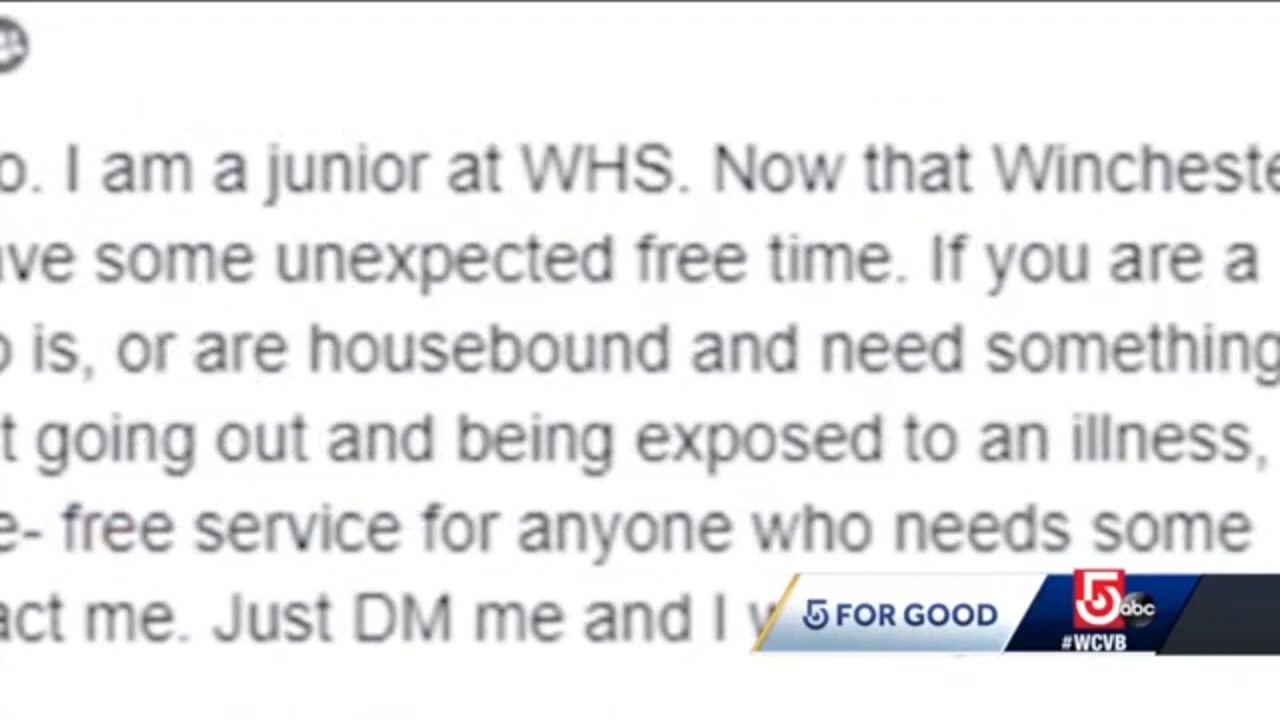 o. I am a junior at WHS. Now that Wincheste
ave some unexpected free time. If you are a
o is, or are housebound and need something
t going out and being exposed to an illness,
e- free service for anyone who needs some
act me. Just DM me and I w
5 FOR GOOD
5 abc
#WCVB